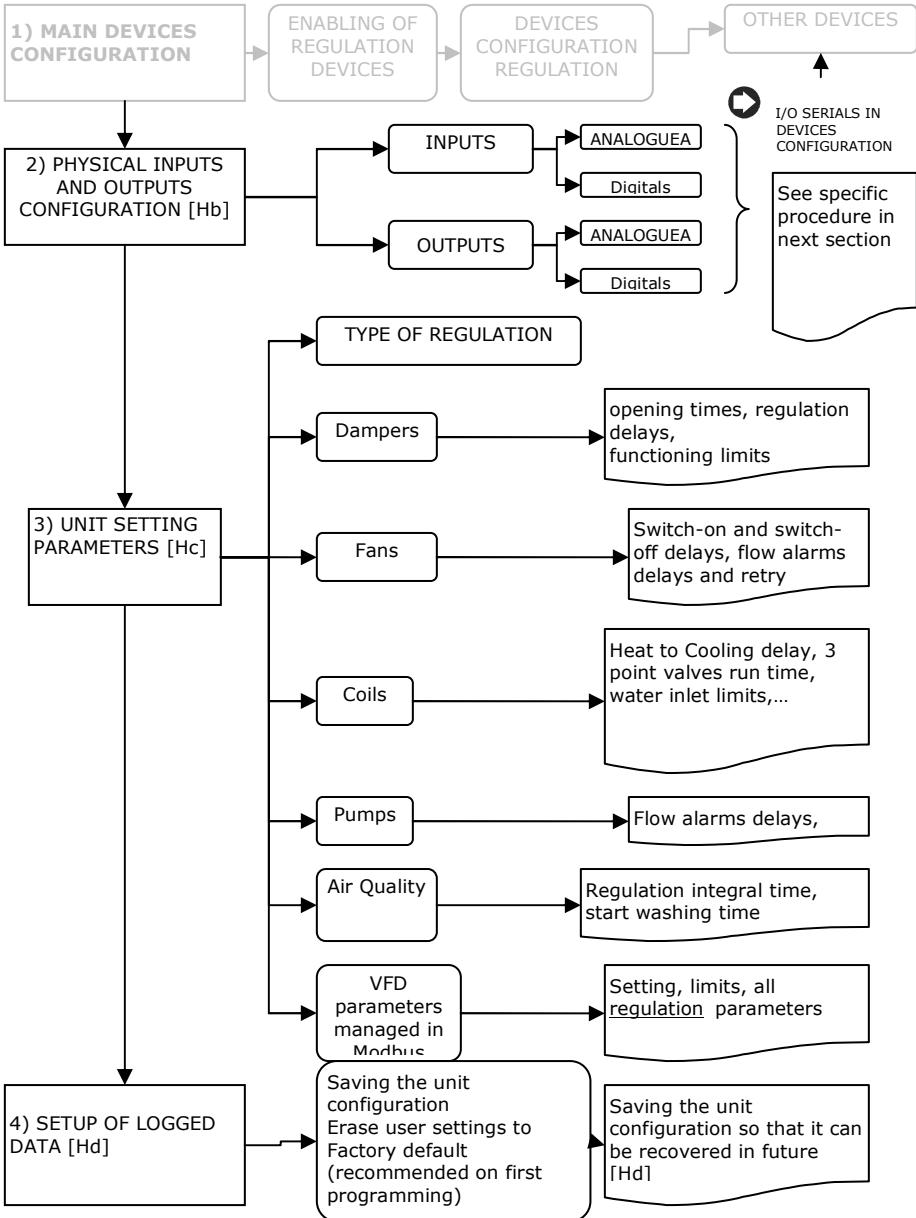 1) MAIN DEVICES
CONFIGURATION
ENABLING OF
REGULATION
DEVICES
DEVICES
CONFIGURATION
REGULATION
OTHER DEVICES
I/O SERIALS IN
DEVICES
CONFIGURATION
2) PHYSICAL INPUTS
AND OUTPUTS
CONFIGURATION [Hb]
INPUTS
ANALOGUEA
Digitals
OUTPUTS
ANALOGUEA
Digitals
See specific
procedure in
next section
TYPE OF REGULATION
Dampers
opening times, regulation
delays,
functioning limits
3) UNIT SETTING
PARAMETERS [Hc]
Fans
Switch-on and switch-
off delays, flow alarms
delays and retry
Coils
Heat to Cooling delay, 3
point valves run time,
water inlet limits,…
Pumps
Flow alarms delays,
Air Quality
Regulation integral time,
start washing time
VFD
parameters
managed in
Modbus
Setting, limits, all
regulation parameters
4) SETUP OF LOGGED
DATA [Hd]
Saving the unit
configuration
Erase user settings to
Factory default
(recommended on first
programming)
Saving the unit
configuration so that it can
be recovered in future
[Hd]